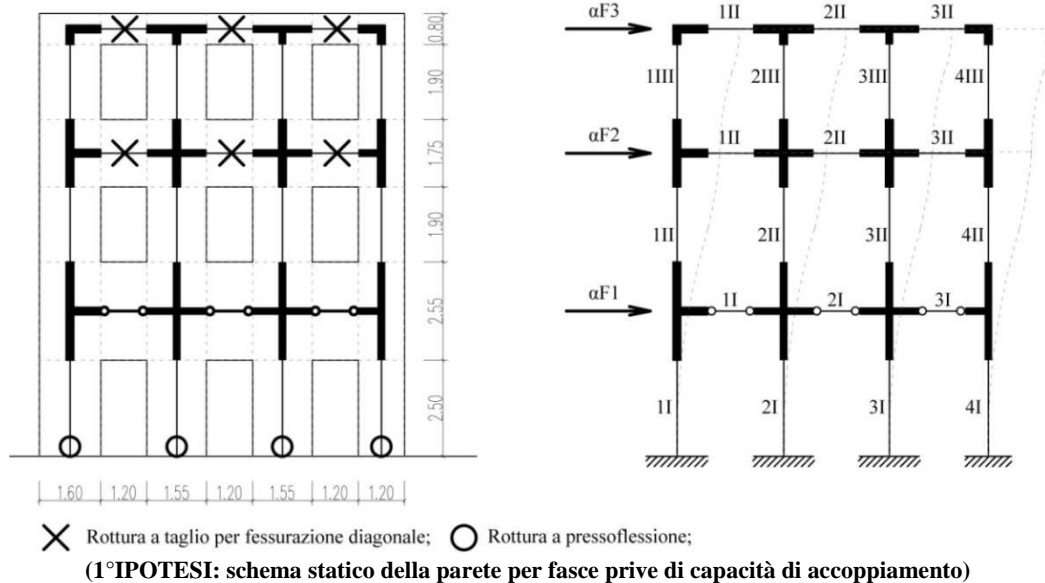 αF3
αF2
αF1
1II 2II 3II
1III 2III 3III 4III
1II 2II 3II
1II 2II 3II 4II
1I 2I 3I
1I 2I 3I 4I
0.80
1.90
1.75
1.90
2.55
2.50
1.60 1.20 1.55 1.20 1.55 1.20 1.20
Rottura a taglio per fessurazione diagonale; Rottura a pressoflessione;
(1°IPOTESI: schema statico della parete per fasce prive di capacità di accoppiamento)